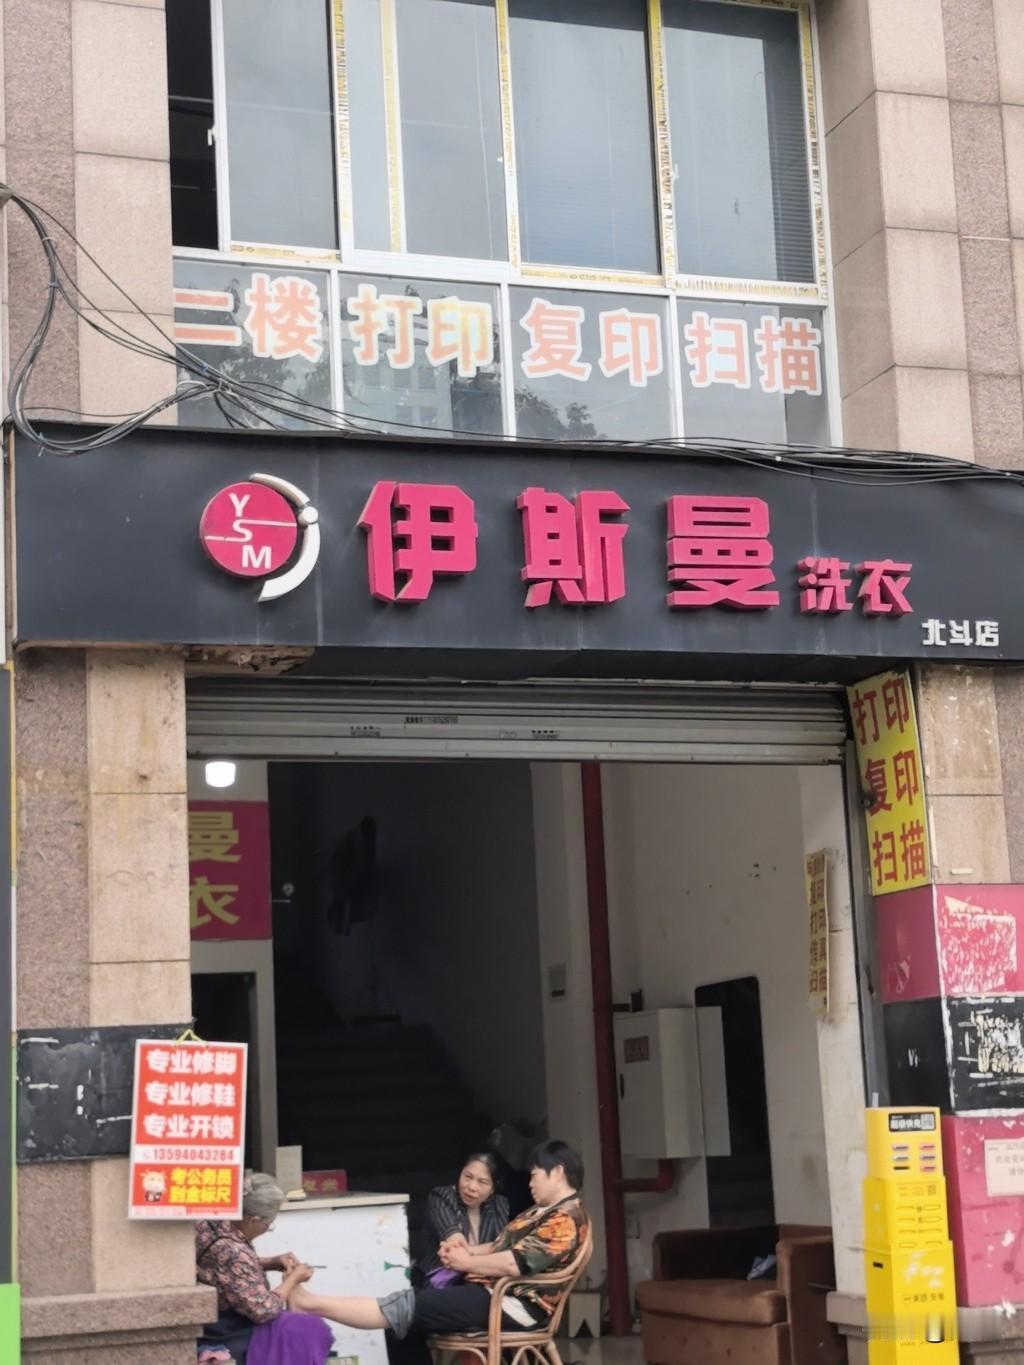 二楼 打印 复印 扫描
YSM
伊斯曼洗衣
北斗店
打印
复印
扫描
曼
衣
专业修脚
专业修鞋
专业开锁
13594043284
考公务员
到金标尺